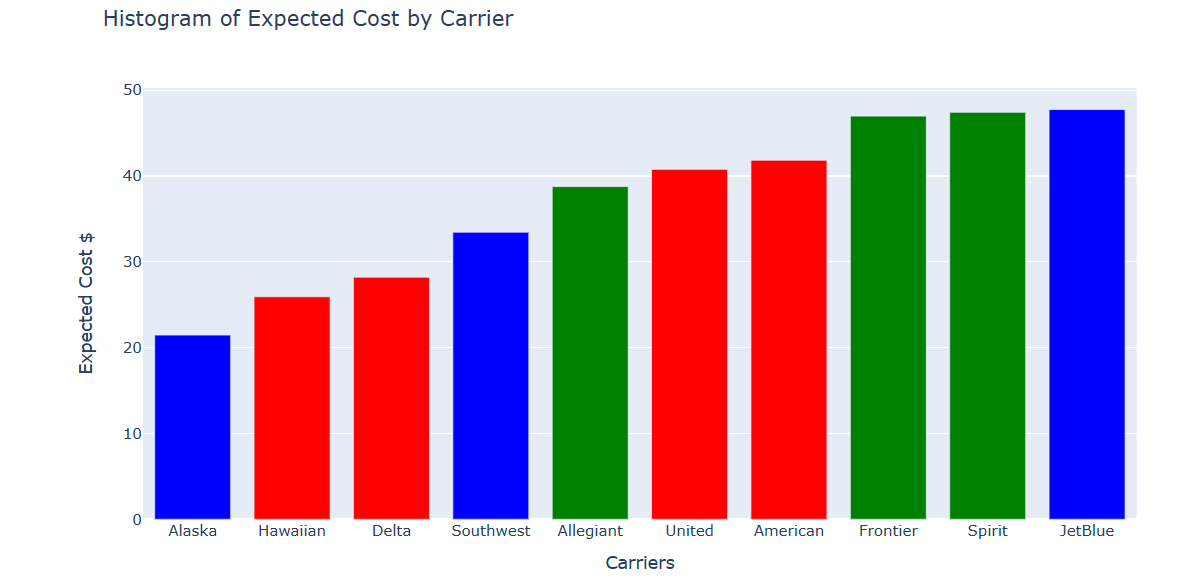 Histogram of Expected Cost by Carrier
Expected Cost $
50
40
30
20
10
0
Alaska Hawaiian Delta Southwest Allegiant United American Frontier Spirit JetBlue
Carriers